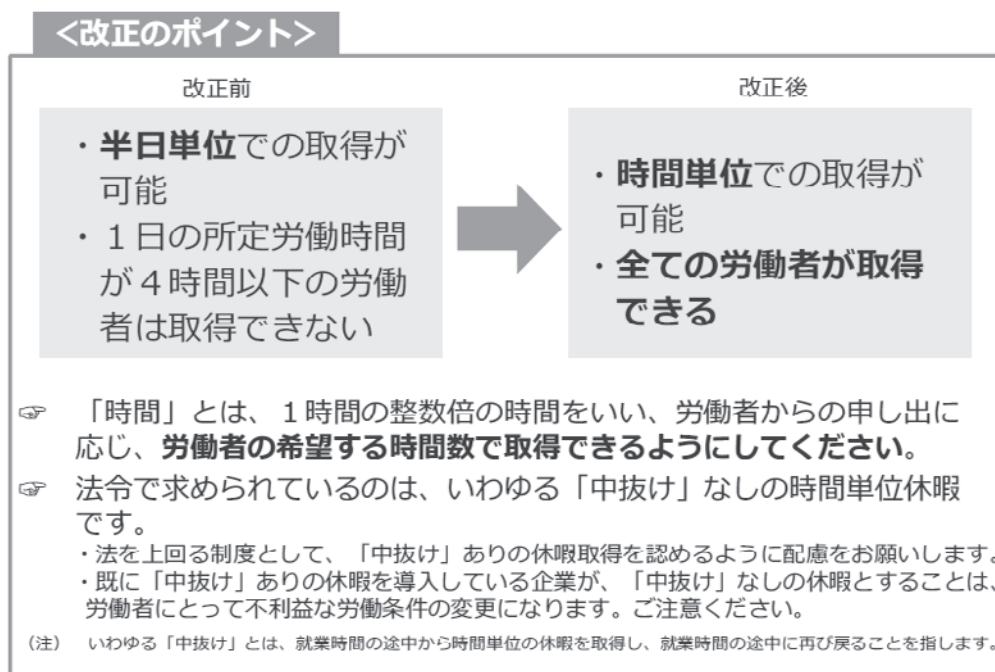 ＜改正のポイント＞
改正前
・半日単位での取得が
可能
・１日の所定労働時間
が４時間以下の労働
者は取得できない
改正後
・時間単位での取得が
可能
・全ての労働者が取得
できる
☞ 「時間」とは、１時間の整数倍の時間をいい、労働者からの申し出に
応じ、労働者の希望する時間数で取得できるようにしてください。
☞ 法令で求められているのは、いわゆる「中抜け」なしの時間単位休暇
です。
・法を上回る制度として、「中抜け」ありの休暇取得を認めるように配慮をお願いします。
・既に「中抜け」ありの休暇を導入している企業が、「中抜け」なしの休暇とすることは、
労働者にとって不利益な労働条件の変更になります。ご注意ください。
（注） いわゆる「中抜け」とは、就業時間の途中から時間単位の休暇を取得し、就業時間の途中に再び戻ることを指します。